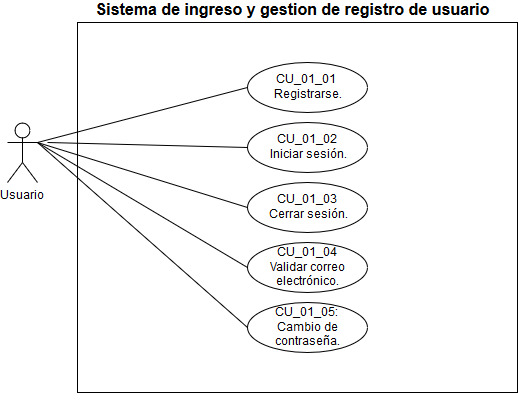 Sistema de ingreso y gestion de registro de usuario
CU_01_01
Registrarse.
CU_01_02
Iniciar sesión.
Usuario
CU_01_03
Cerrar sesión.
CU_01_04
Validar correo
electrónico.
CU_01_05:
Cambio de
contraseña.